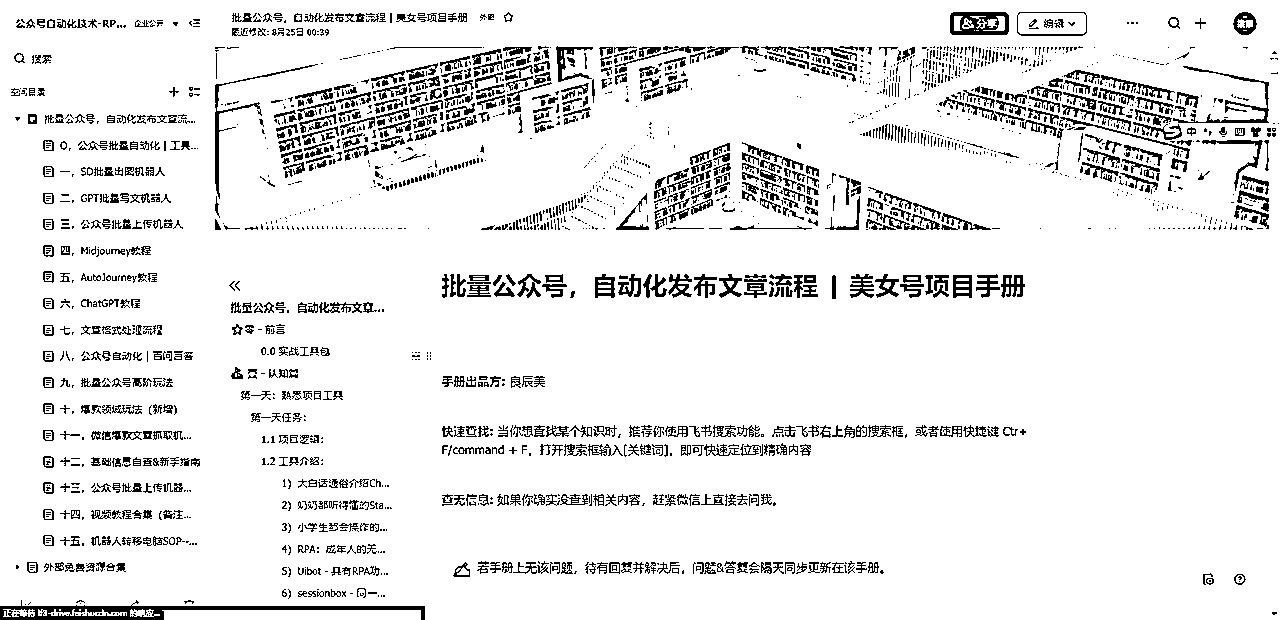 公众号自动化技术-RP... 企业公开
批量公众号，自动化发布文章流程 | 美女号项目手册 外部
最近修改: 8月25日 00:39
分享
编辑
搜索
空间目录
批量公众号，自动化发布文章流...
0，公众号批量自动化 | 工具...
一，SD批量出图机器人
二，GPT批量写文机器人
三，公众号批量上传机器人
四，Midjourney教程
五，AutoJourney教程
六，ChatGPT教程
七，文章格式处理流程
八，公众号自动化 | 百问百答
九，批量公众号高阶玩法
十，爆款领域玩法（新增）
十一，微信爆款文章抓取机...
十二，基础信息自查&新手指南
十三，公众号批量上传机器...
十四，视频教程合集（备注...
十五，机器人转移电脑SOP--...
外部免费资源合集
批量公众号，自动化发布文章...
零 - 前言
0.0 实战工具包
壹 - 认知篇
第一天：熟悉项目工具
第一天任务：
1.1 项目逻辑：
1.2 工具介绍：
1）大白话通俗介绍Ch...
2）奶奶都听得懂的Sta...
3）小学生都会操作的...
4）RPA：成年人的无...
5）Uibot - 具有RPA功...
6）sessionbox - 同一...
批量公众号，自动化发布文章流程 | 美女号项目手册
手册出品方: 良辰美
快速查找: 当你想查找某个知识时，推荐你使用飞书搜索功能。点击飞书右上角的搜索框，或者使用快捷键 Ctr+
F/command + F，打开搜索框输入[关键词]，即可快速定位到精确内容
查无信息: 如果你确实没查到相关内容，赶紧微信上直接去问我。
若手册上无该问题，待有回复并解决后，问题&答复会隔天同步更新在该手册。
中